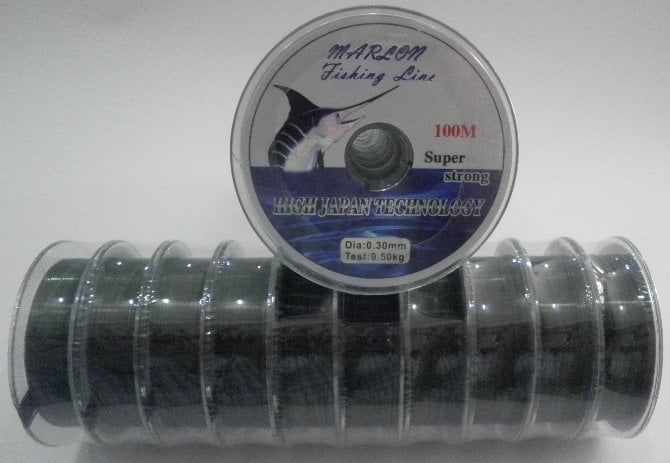 MARLON
Fishing Line
100M
Super
strong
HIGH JAPAN TECHNOLOGY
Dia:0.30mm
Test:9.50kg